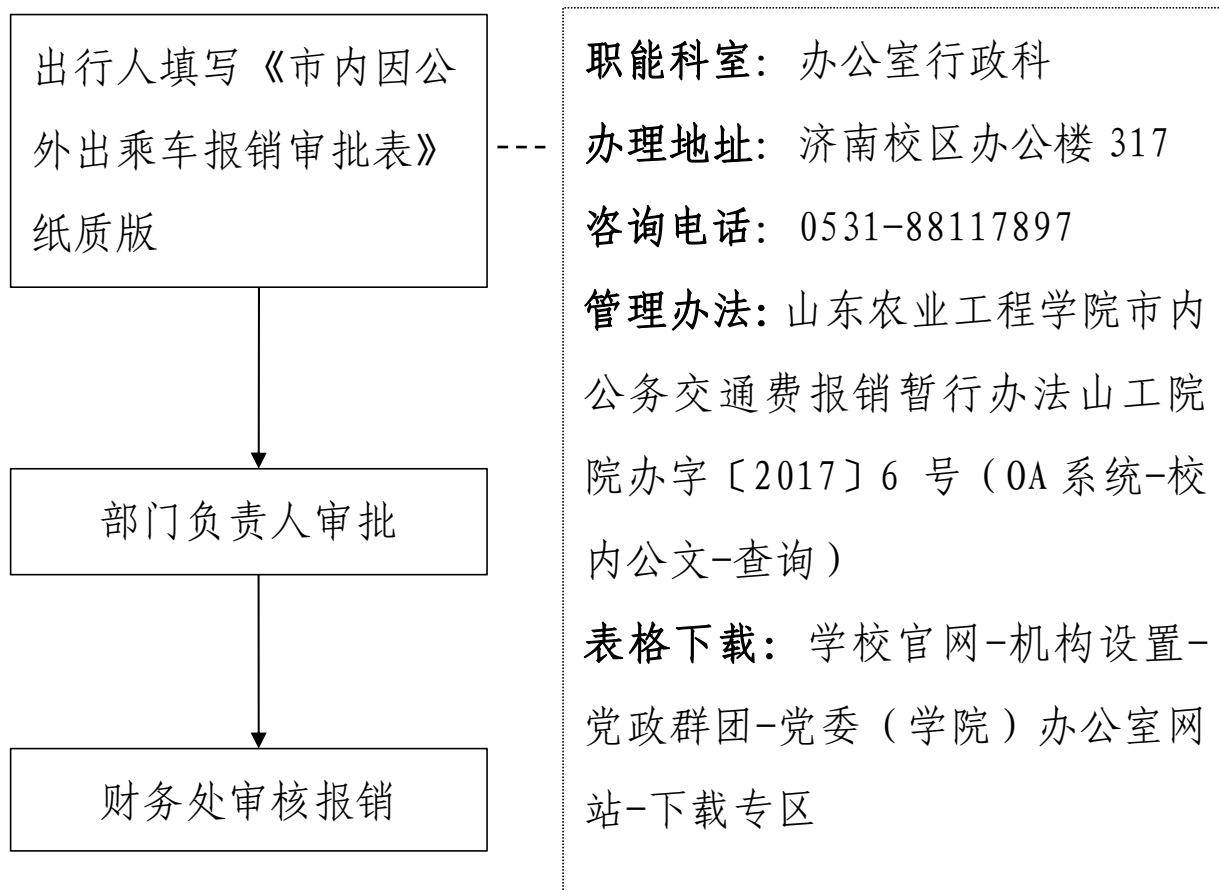 出行人填写《市内因公
外出乘车报销审批表》
纸质版
部门负责人审批
财务处审核报销
职能科室：办公室行政科
办理地址：济南校区办公楼 317
咨询电话：0531-88117897
管理办法：山东农业工程学院市内
公务交通费报销暂行办法山工院
院办字〔2017〕6 号（OA 系统-校
内公文-查询）
表格下载：学校官网-机构设置-
党政群团-党委（学院）办公室网
站-下载专区